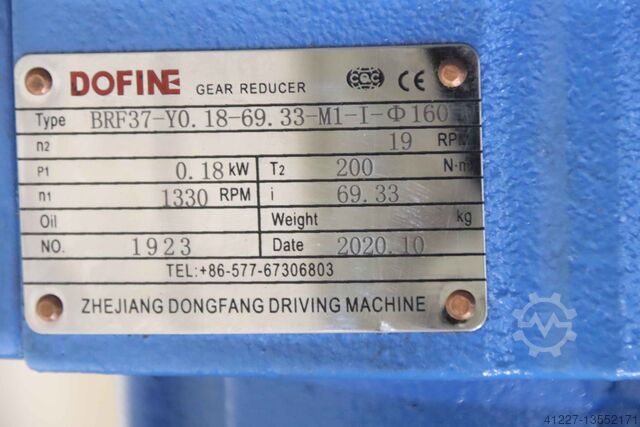 DOFINE GEAR REDUCER CQC CE
Type BRF37-Y0.18-69.33-M1-I-Φ160
n2 19 RPM
P1 0.18 kW T2 200 N·m
n1 1330 RPM i 69.33
Oil Weight kg
NO. 1923 Date 2020.10
TEL:+86-577-67306803
ZHEJIANG DONGFANG DRIVING MACHINE
41227-13552171